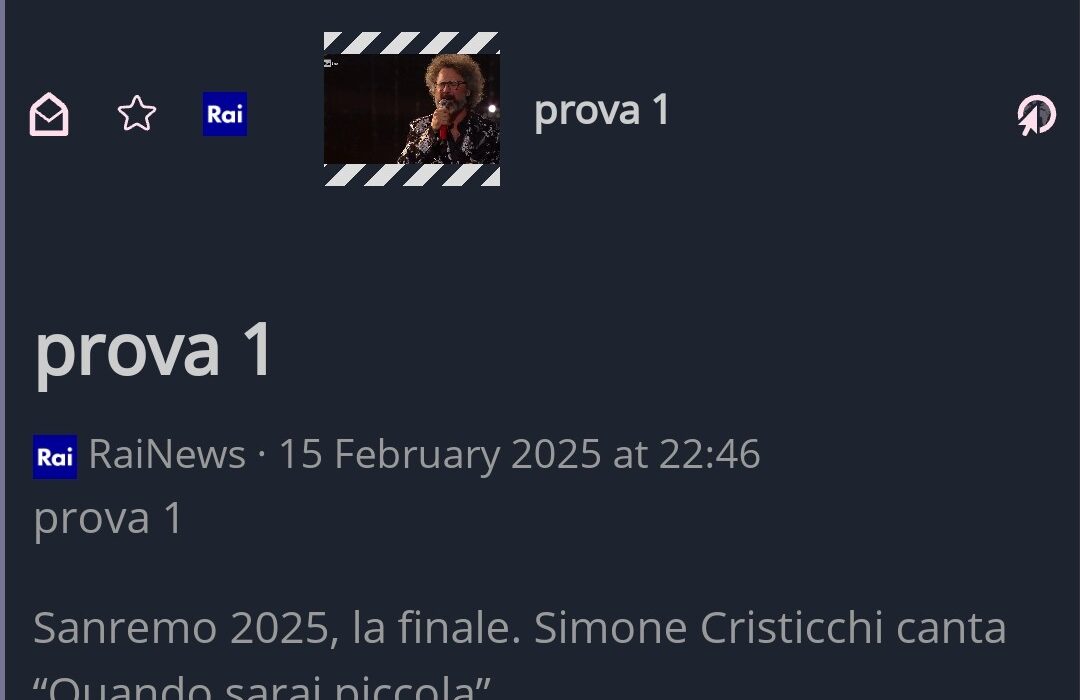 Rai
prova 1
prova 1
Rai RaiNews · 15 February 2025 at 22:46
prova 1
Sanremo 2025, la finale. Simone Cristicchi canta
“Quando sarai piccola”